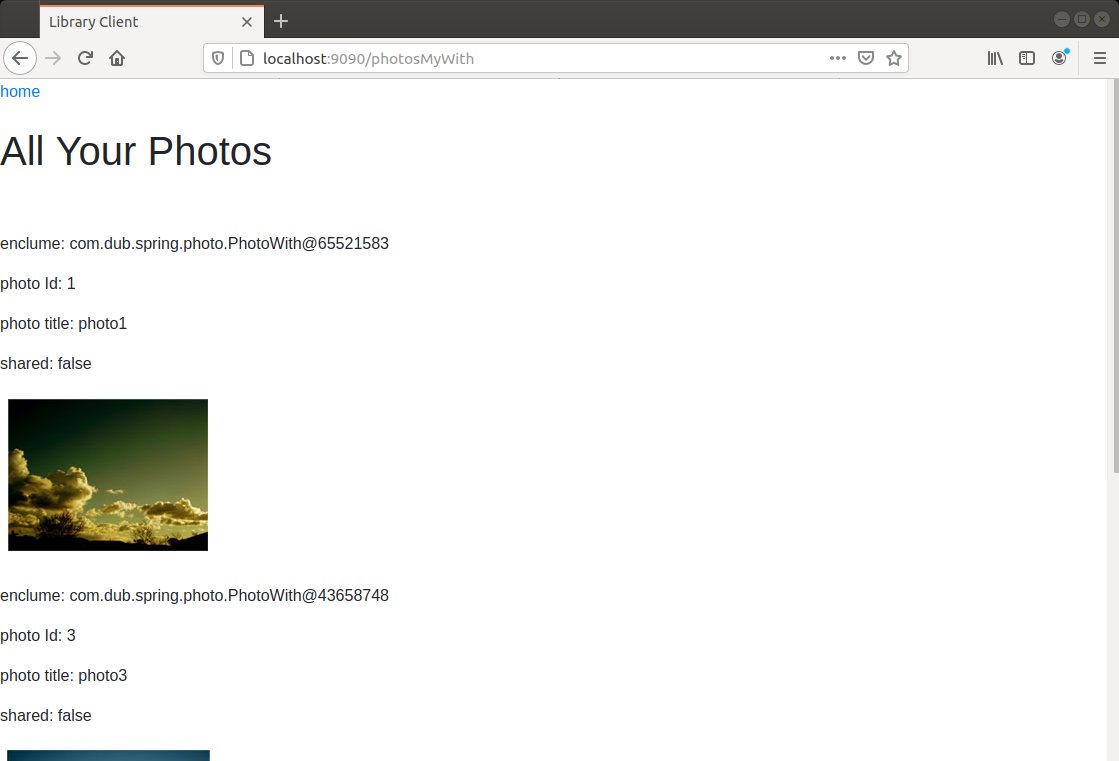 Library Client
localhost:9090/photosMyWith
home
All Your Photos
enclume: com.dub.spring.photo.PhotoWith@65521583
photo Id: 1
photo title: photo1
shared: false
enclume: com.dub.spring.photo.PhotoWith@43658748
photo Id: 3
photo title: photo3
shared: false